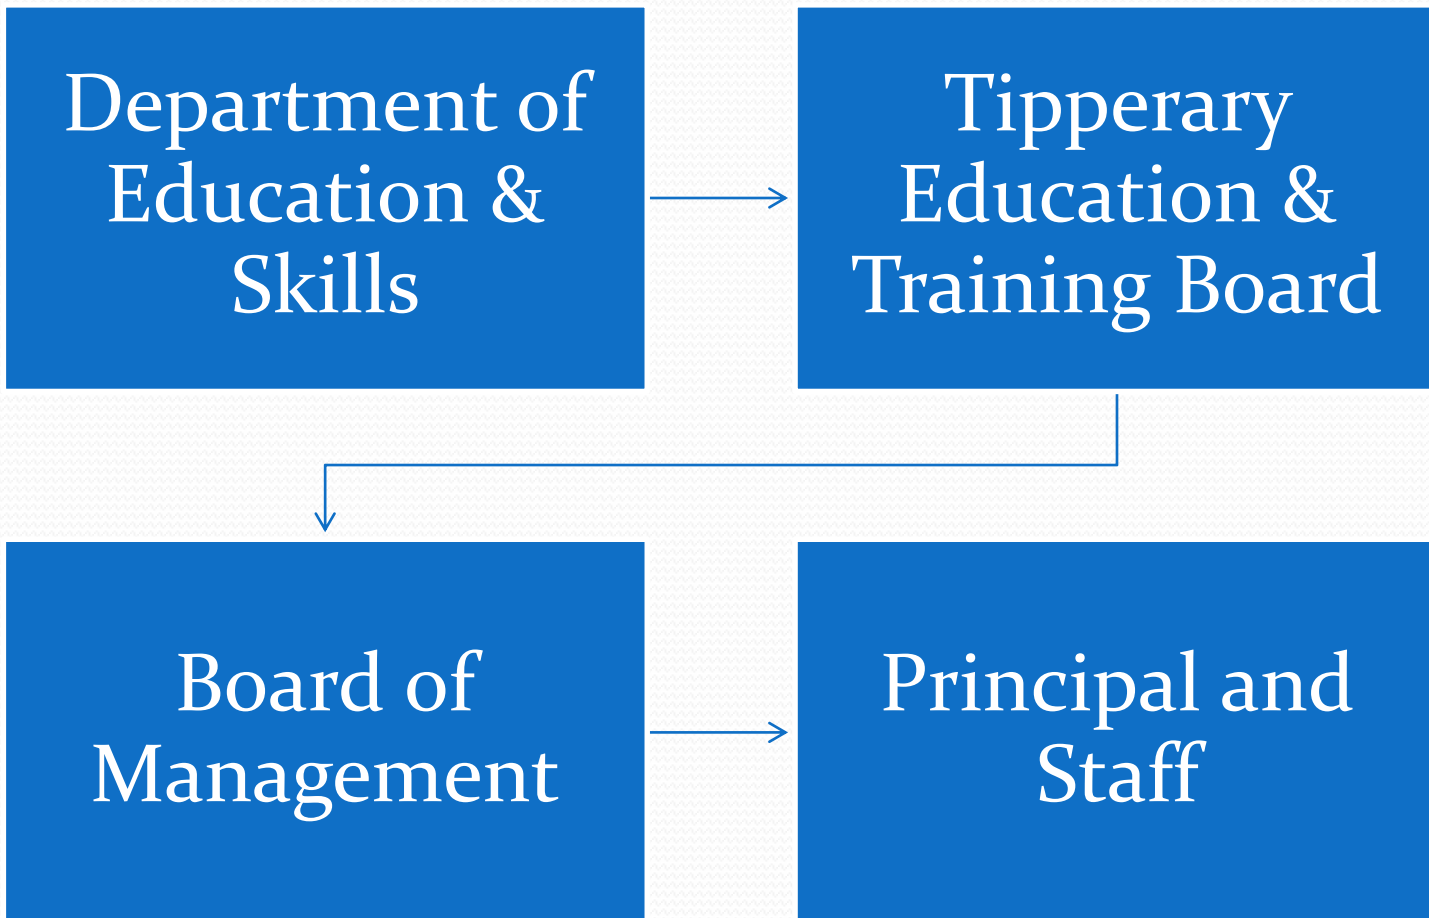 Department of
Education &
Skills
Tipperary
Education &
Training Board
Board of
Management
Principal and
Staff